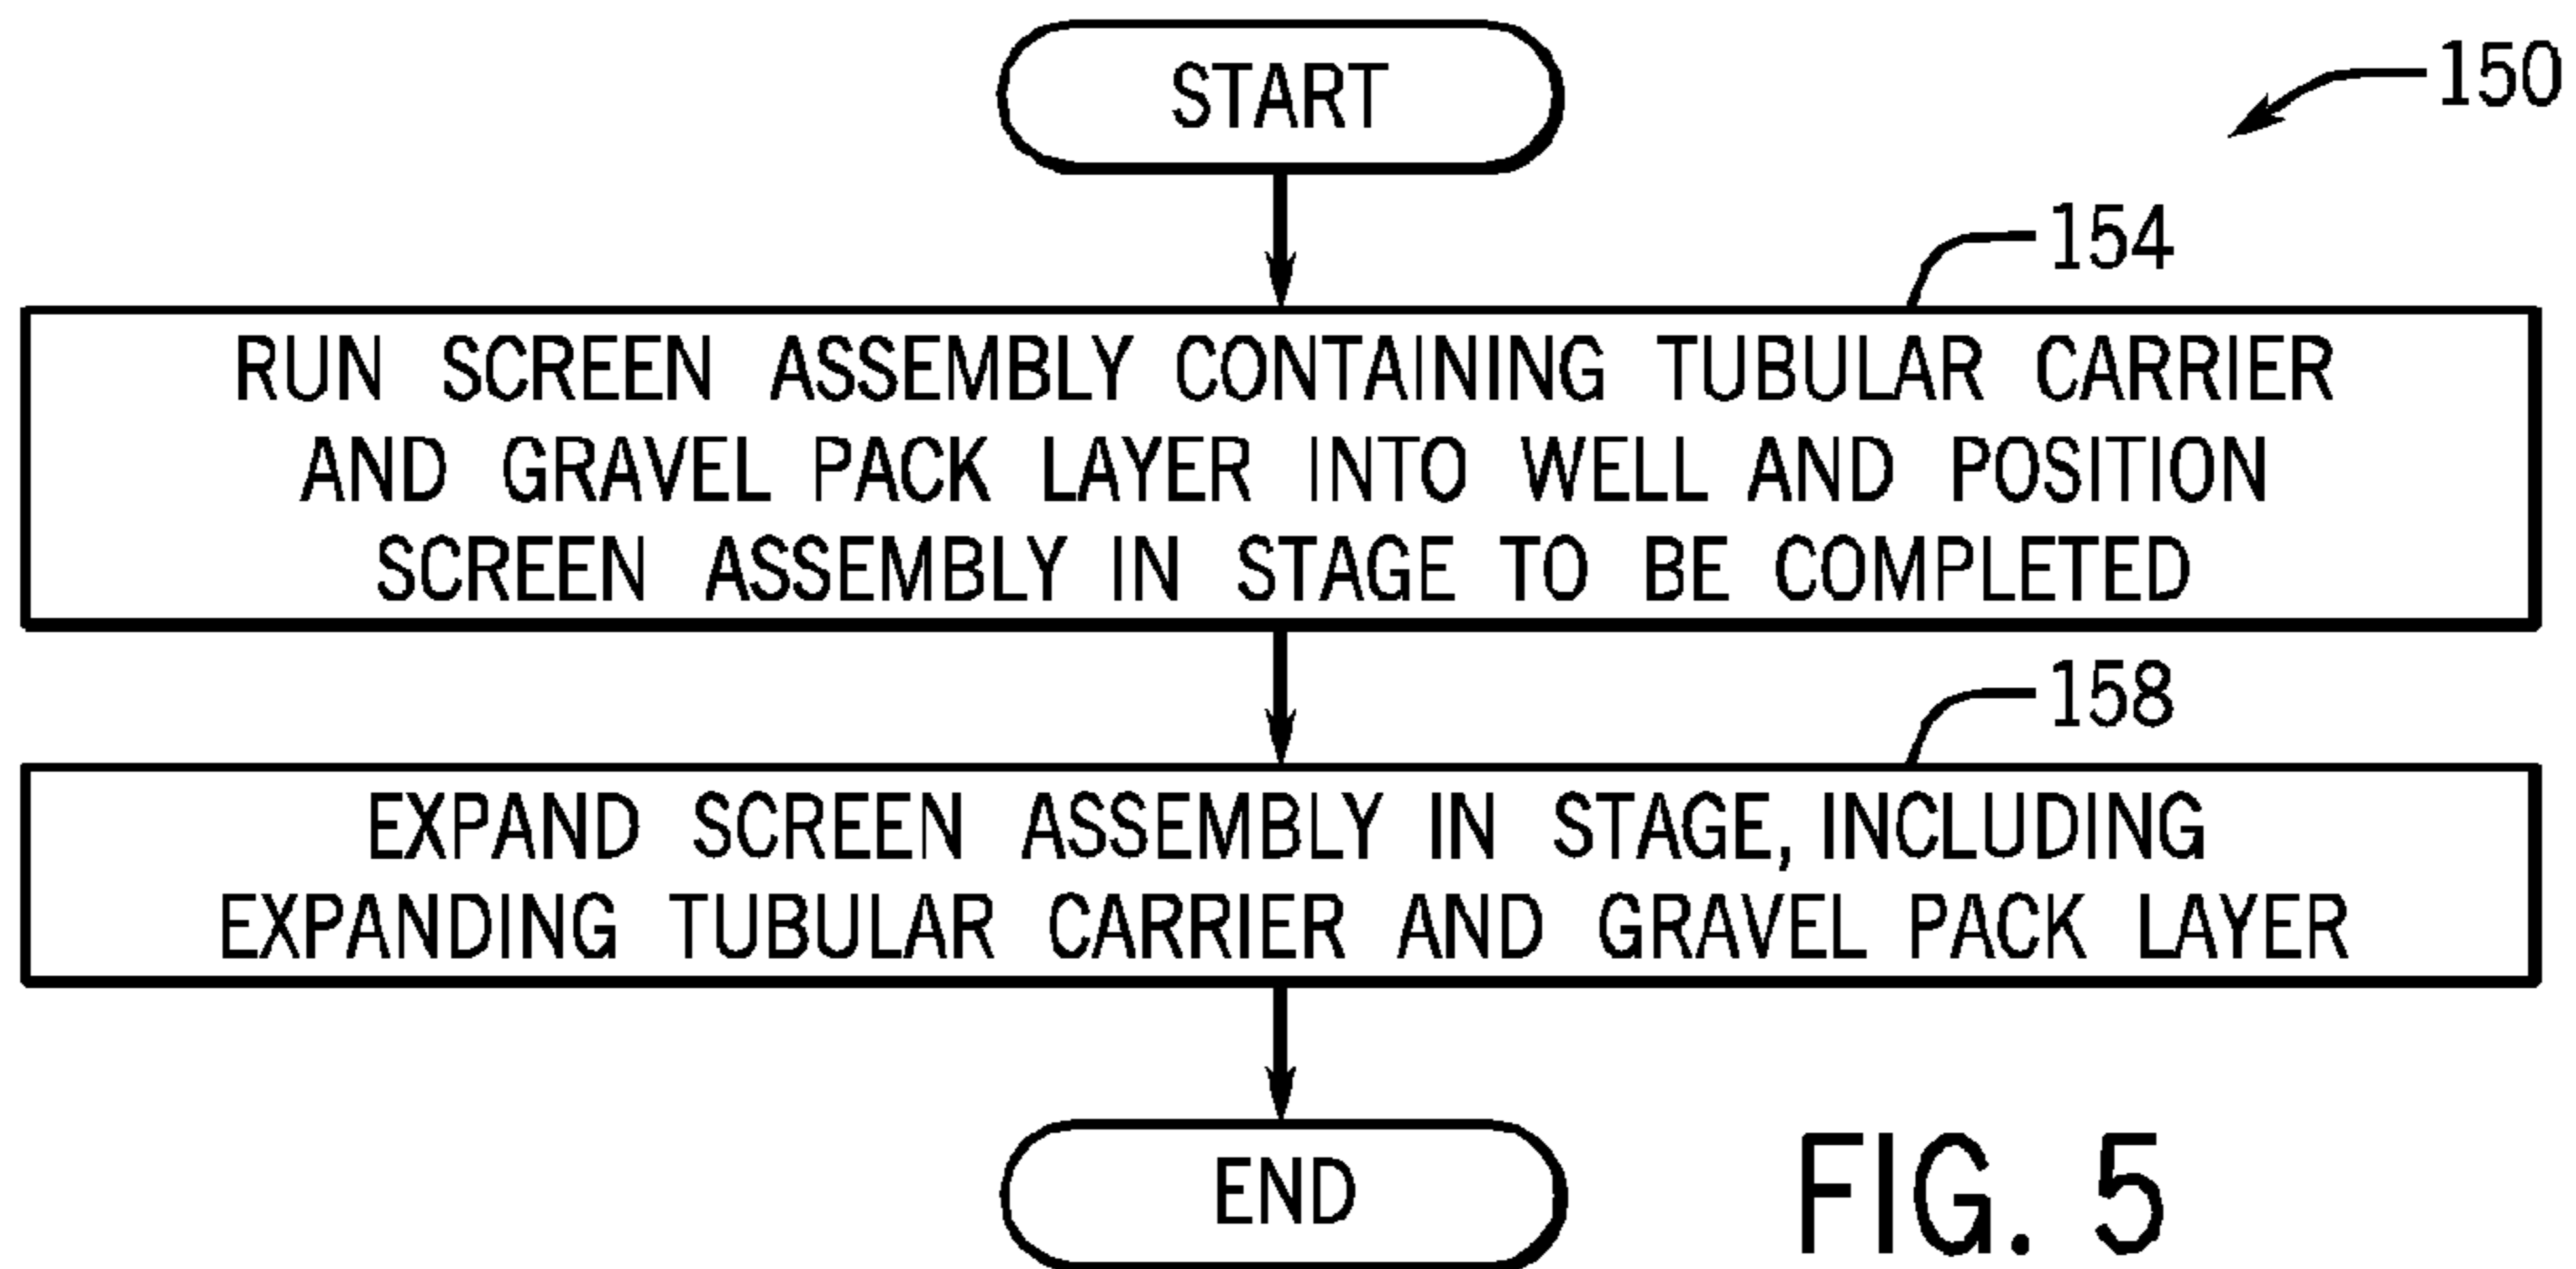 START
150
154
RUN SCREEN ASSEMBLY CONTAINING TUBULAR CARRIER
AND GRAVEL PACK LAYER INTO WELL AND POSITION
SCREEN ASSEMBLY IN STAGE TO BE COMPLETED
158
EXPAND SCREEN ASSEMBLY IN STAGE, INCLUDING
EXPANDING TUBULAR CARRIER AND GRAVEL PACK LAYER
END
FIG. 5